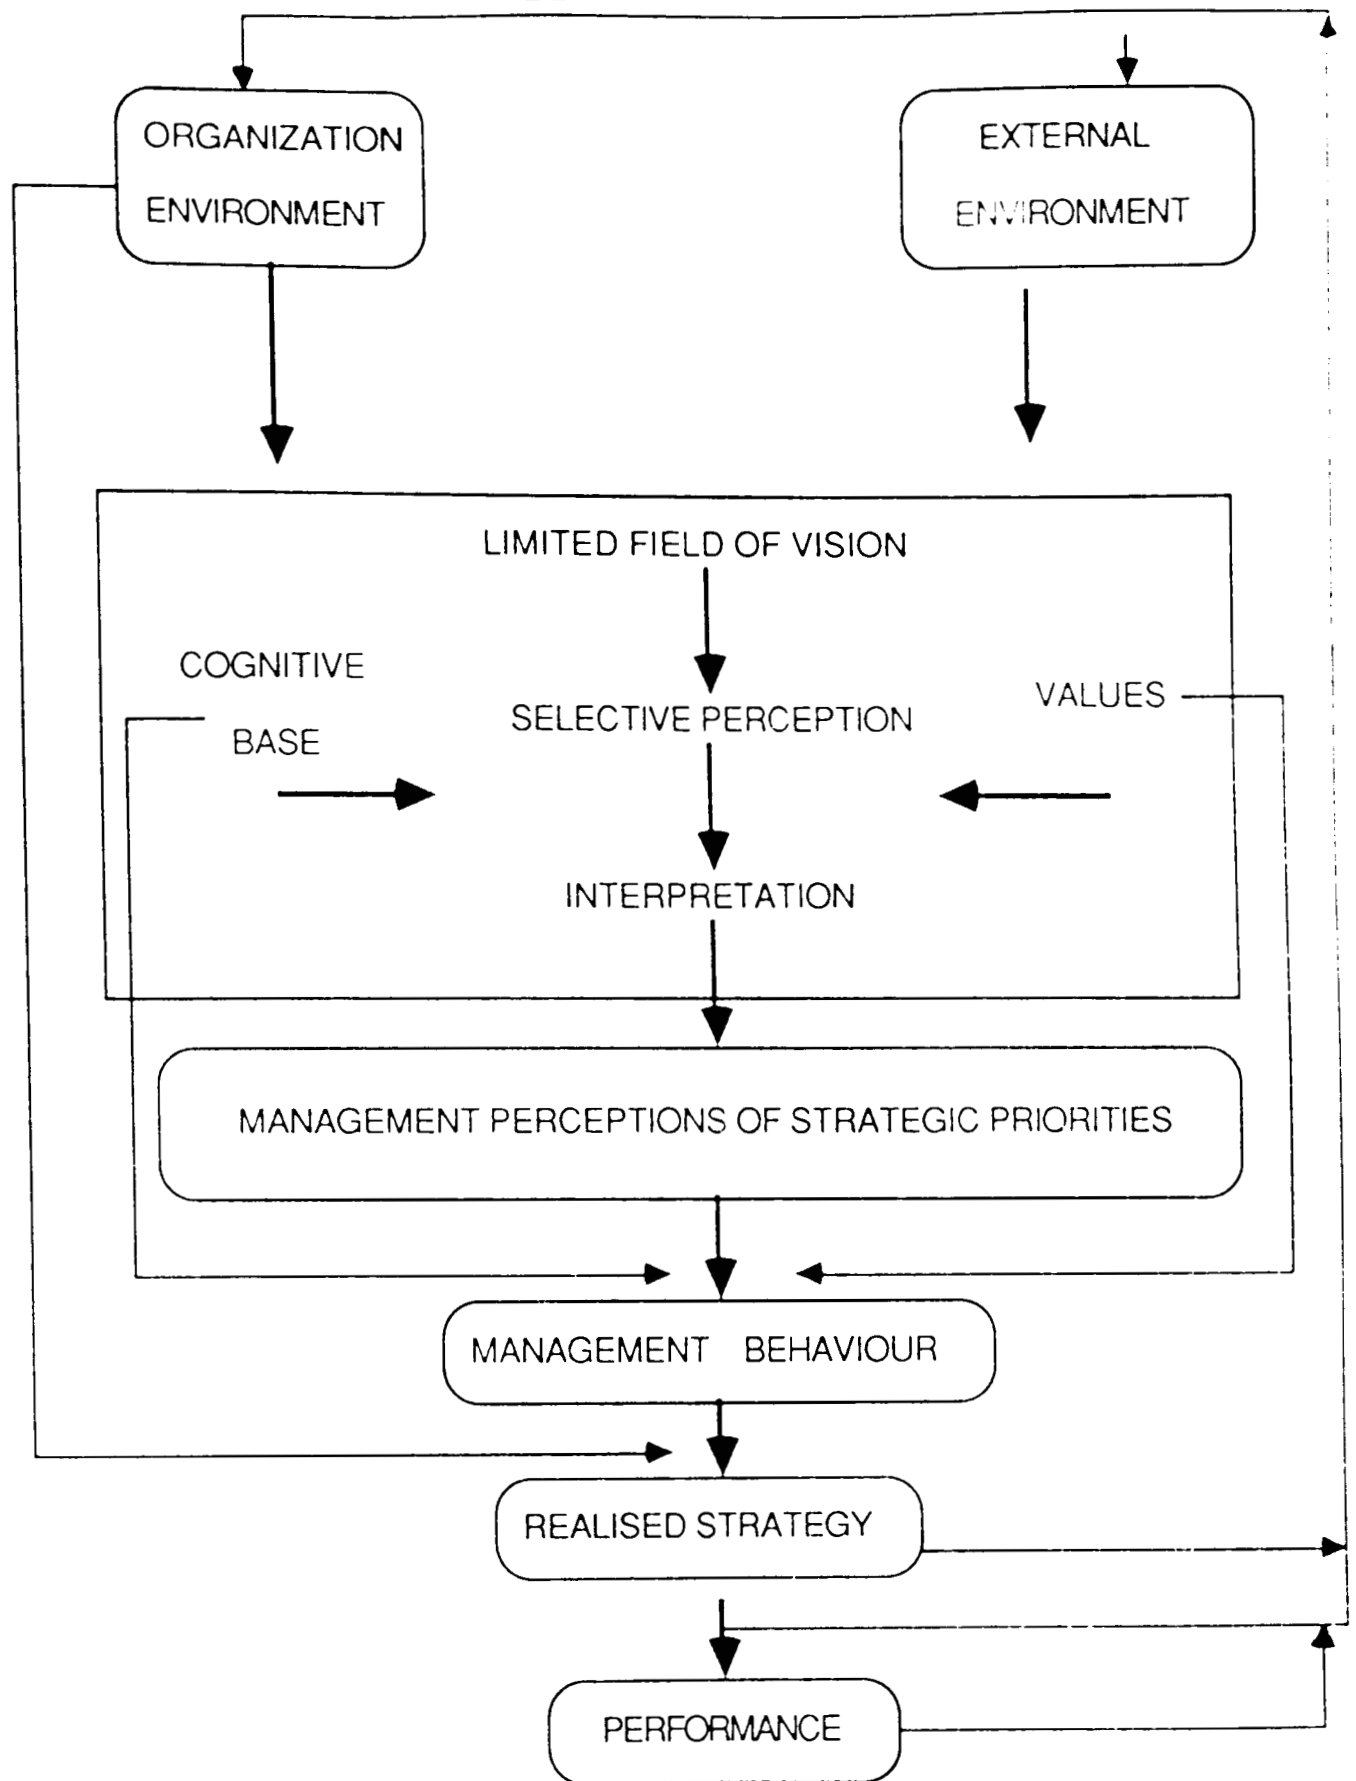 ORGANIZATION
ENVIRONMENT
EXTERNAL
ENVIRONMENT
LIMITED FIELD OF VISION
COGNITIVE
BASE
SELECTIVE PERCEPTION
VALUES
INTERPRETATION
MANAGEMENT PERCEPTIONS OF STRATEGIC PRIORITIES
MANAGEMENT BEHAVIOUR
REALISED STRATEGY
PERFORMANCE